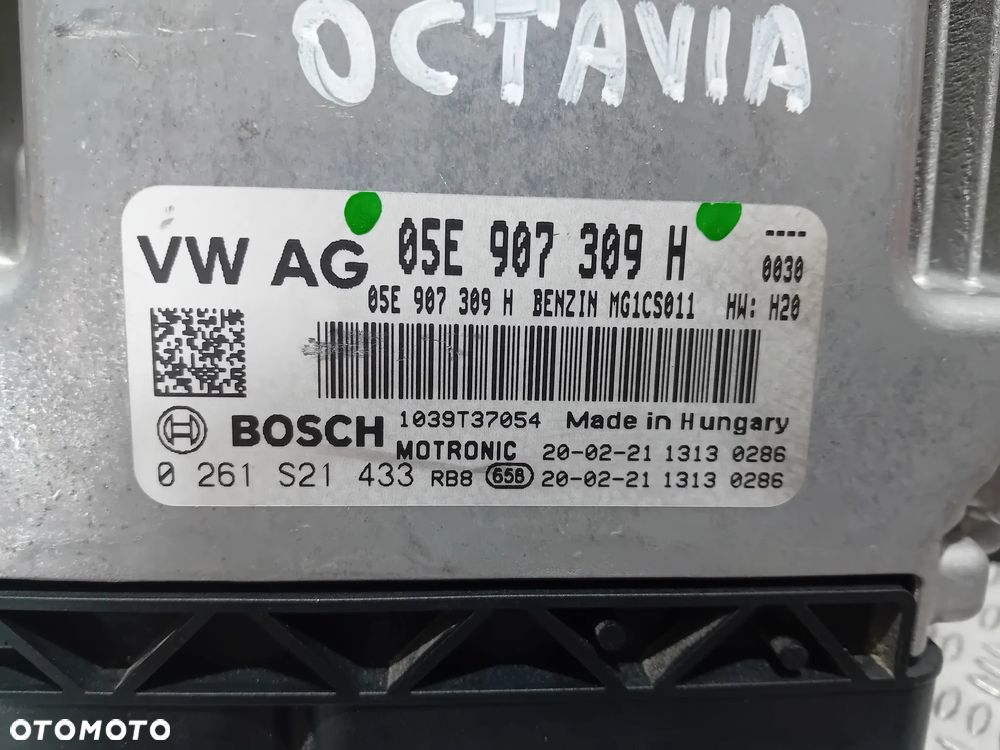 OCTAVIA
VW AG 05E 907 309 H ----
0030
05E 907 309 H BENZIN MG1CS011 HW: H20
BOSCH 1039T37054 Made in Hungary
MOTRONIC 20-02-21 1313 0286
0 261 S21 433 RB8 65B 20-02-21 1313 0286
OTOMOTO